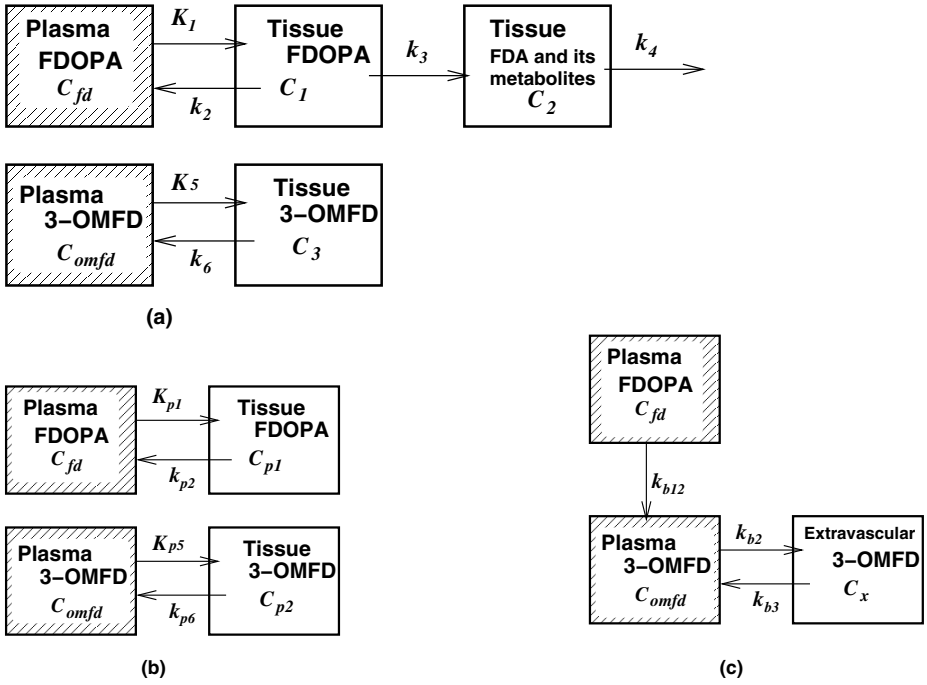 Plasma
FDOPA
C_fd
K_1
k_2
Tissue
FDOPA
C_1
k_3
Tissue
FDA and its
metabolites
C_2
k_4
Plasma
3-OMFD
C_omfd
K_5
k_6
Tissue
3-OMFD
C_3
(a)
Plasma
FDOPA
C_fd
K_p1
k_p2
Tissue
FDOPA
C_p1
Plasma
3-OMFD
C_omfd
K_p5
k_p6
Tissue
3-OMFD
C_p2
(b)
Plasma
FDOPA
C_fd
k_b12
Plasma
3-OMFD
C_omfd
k_b2
k_b3
Extravascular
3-OMFD
C_x
(c)